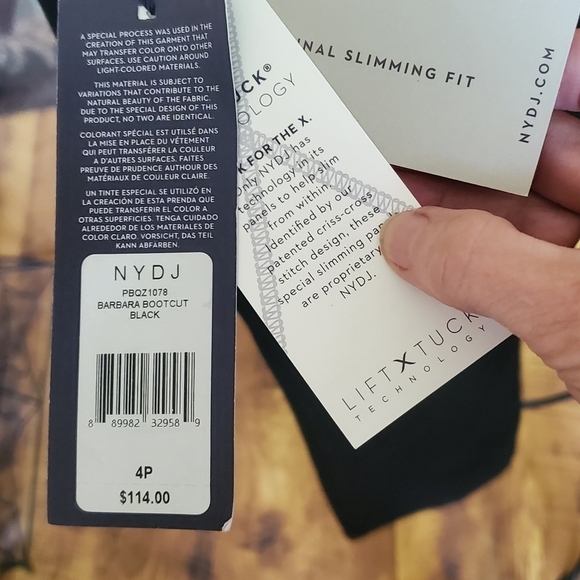 A SPECIAL PROCESS WAS USED IN THE
CREATION OF THIS GARMENT THAT
MAY TRANSFER COLOR ONTO OTHER
SURFACES. USE CAUTION AROUND
LIGHT-COLORED MATERIALS.
THIS MATERIAL IS SUBJECT TO
VARIATIONS THAT CONTRIBUTE TO THE
NATURAL BEAUTY OF THE FABRIC.
DUE TO THE SPECIAL DESIGN OF THIS
PRODUCT, NO TWO ARE IDENTICAL.
COLORANT SPÉCIAL EST UTILISÉ DANS
LA MISE EN PLACE DU VÊTEMENT
QUI PEUT TRANSFÉRER LA COULEUR
A D'AUTRES SURFACES. FAITES
PREUVE DE PRUDENCE AUTHOUR DES
MATÉRIAUX DE COULEUR CLAIRE.
UN TINTE ESPECIAL SE UTILIZÓ EN
LA CREACIÓN DE ESTA PRENDA QUE
PUEDE TRANSFERIR EL COLOR A
OTRAS SUPERFICIES. TENGA CUIDADO
ALREDEDOR DE LOS MATERIALES DE
COLOR CLARO. VORSICHT, DAS TEIL
KANN ABFÄRBEN.
NYDJ
PBQZ1078
BARBARA BOOTCUT
BLACK
8 89982 32958 9
4P
$114.00
UCK®
OLOGY
K FOR THE X.
Only NYDJ has
technology in its
panels to help slim
from within.
Identified by our
patented criss-cross
stitch design, these
special slimming pa
are proprietary
NYDJ.
LIFTXTUCK
TECHNOLOGY
INAL SLIMMING FIT
NYDJ.COM